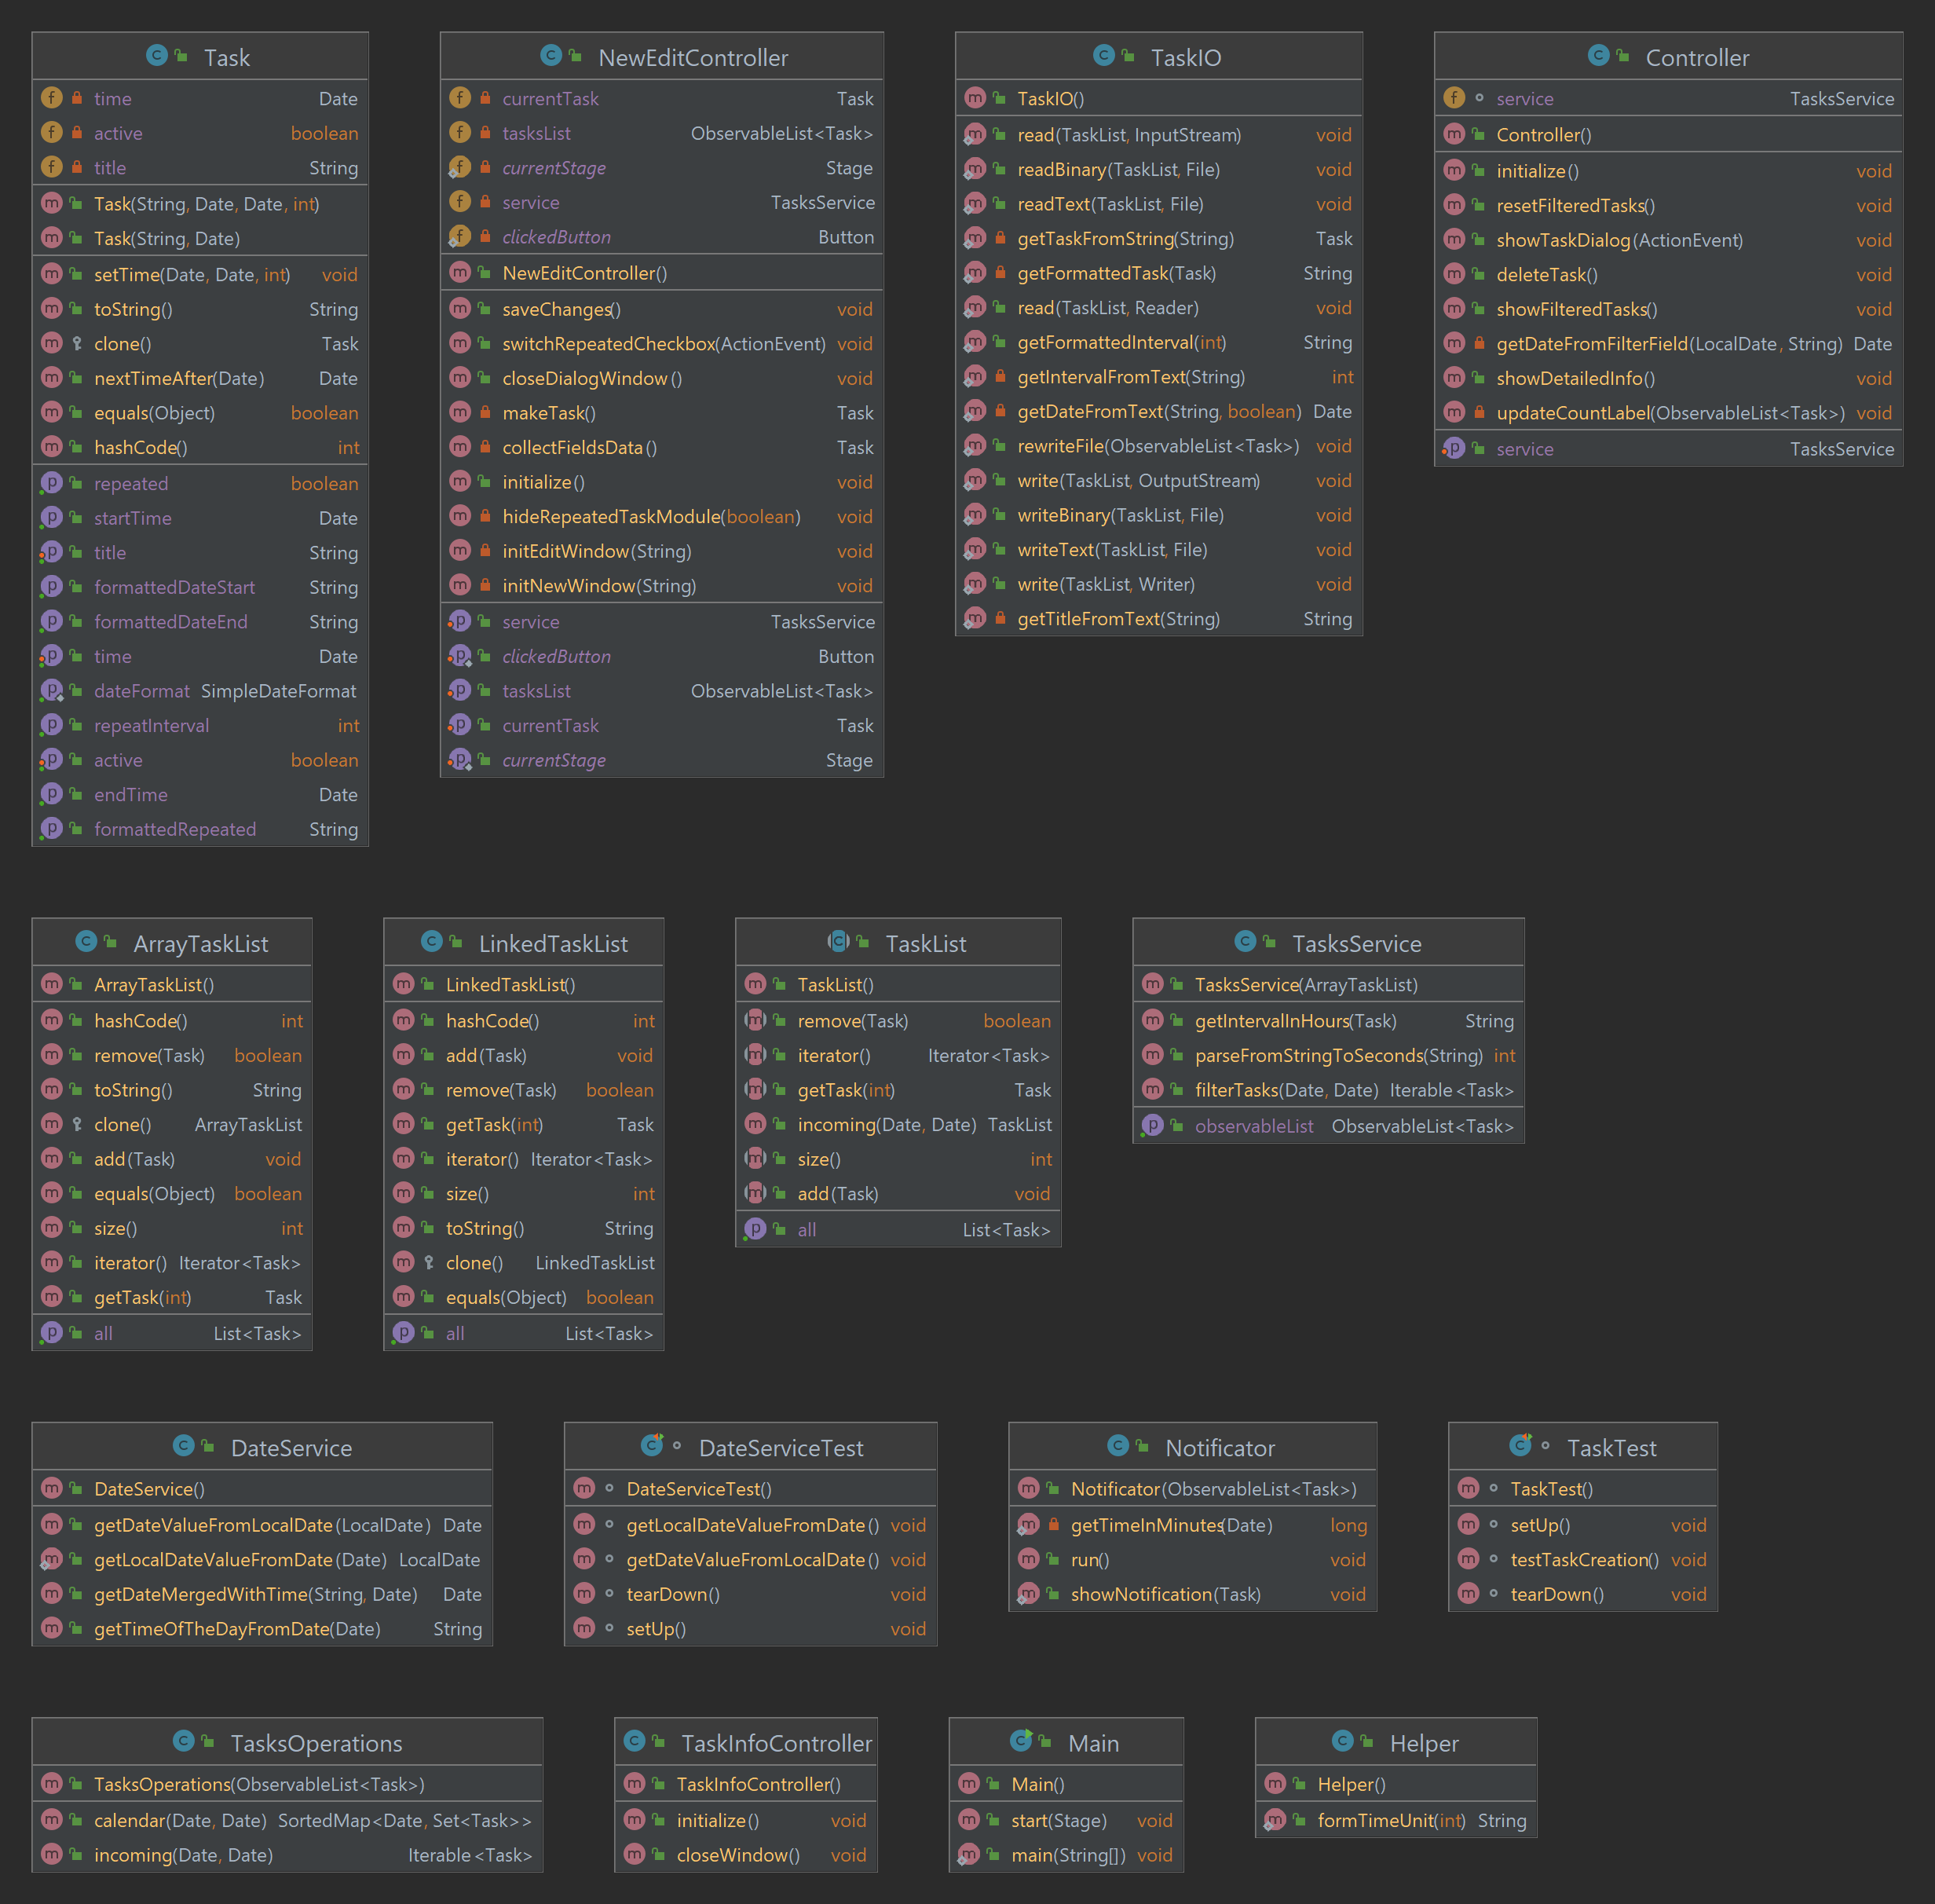 Task
time Date
active boolean
title String
Task(String, Date, Date, int)
Task(String, Date)
setTime(Date, Date, int) void
toString() String
clone() Task
nextTimeAfter(Date) Date
equals(Object) boolean
hashCode() int
repeated boolean
startTime Date
title String
formattedDateStart String
formattedDateEnd String
time Date
dateFormat SimpleDateFormat
repeatInterval int
active boolean
endTime Date
formattedRepeated String
NewEditController
currentTask Task
tasksList ObservableList<Task>
currentStage Stage
service TasksService
clickedButton Button
NewEditController()
saveChanges() void
switchRepeatedCheckbox(ActionEvent) void
closeDialogWindow() void
makeTask() Task
collectFieldsData() Task
initialize() void
hideRepeatedTaskModule(boolean) void
initEditWindow(String) void
initNewWindow(String) void
service TasksService
clickedButton Button
tasksList ObservableList<Task>
currentTask Task
currentStage Stage
TaskIO
TaskIO()
read(TaskList, InputStream) void
readBinary(TaskList, File) void
readText(TaskList, File) void
getTaskFromString(String) Task
getFormattedTask(Task) String
read(TaskList, Reader) void
getFormattedInterval(int) String
getIntervalFromText(String) int
getDateFromText(String, boolean) Date
rewriteFile(ObservableList<Task>) void
write(TaskList, OutputStream) void
writeBinary(TaskList, File) void
writeText(TaskList, File) void
write(TaskList, Writer) void
getTitleFromText(String) String
Controller
service TasksService
Controller()
initialize() void
resetFilteredTasks() void
showTaskDialog(ActionEvent) void
deleteTask() void
showFilteredTasks() void
getDateFromFilterField(LocalDate, String) Date
showDetailedInfo() void
updateCountLabel(ObservableList<Task>) void
service TasksService
ArrayTaskList
ArrayTaskList()
hashCode() int
remove(Task) boolean
toString() String
clone() ArrayTaskList
add(Task) void
equals(Object) boolean
size() int
iterator() Iterator<Task>
getTask(int) Task
all List<Task>
LinkedTaskList
LinkedTaskList()
hashCode() int
add(Task) void
remove(Task) boolean
getTask(int) Task
iterator() Iterator<Task>
size() int
toString() String
clone() LinkedTaskList
equals(Object) boolean
all List<Task>
TaskList
TaskList()
remove(Task) boolean
iterator() Iterator<Task>
getTask(int) Task
incoming(Date, Date) TaskList
size() int
add(Task) void
all List<Task>
TasksService
TasksService(ArrayTaskList)
getIntervalInHours(Task) String
parseFromStringToSeconds(String) int
filterTasks(Date, Date) Iterable<Task>
observableList ObservableList<Task>
DateService
DateService()
getDateValueFromLocalDate(LocalDate) Date
getLocalDateValueFromDate(Date) LocalDate
getDateMergedWithTime(String, Date) Date
getTimeOfTheDayFromDate(Date) String
DateServiceTest
DateServiceTest()
getLocalDateValueFromDate() void
getDateValueFromLocalDate() void
tearDown() void
setUp() void
Notificator
Notificator(ObservableList<Task>)
getTimeInMinutes(Date) long
run() void
showNotification(Task) void
TaskTest
TaskTest()
setUp() void
testTaskCreation() void
tearDown() void
TasksOperations
TasksOperations(ObservableList<Task>)
calendar(Date, Date) SortedMap<Date, Set<Task>>
incoming(Date, Date) Iterable<Task>
TaskInfoController
TaskInfoController()
initialize() void
closeWindow() void
Main
Main()
start(Stage) void
main(String[]) void
Helper
Helper()
formTimeUnit(int) String